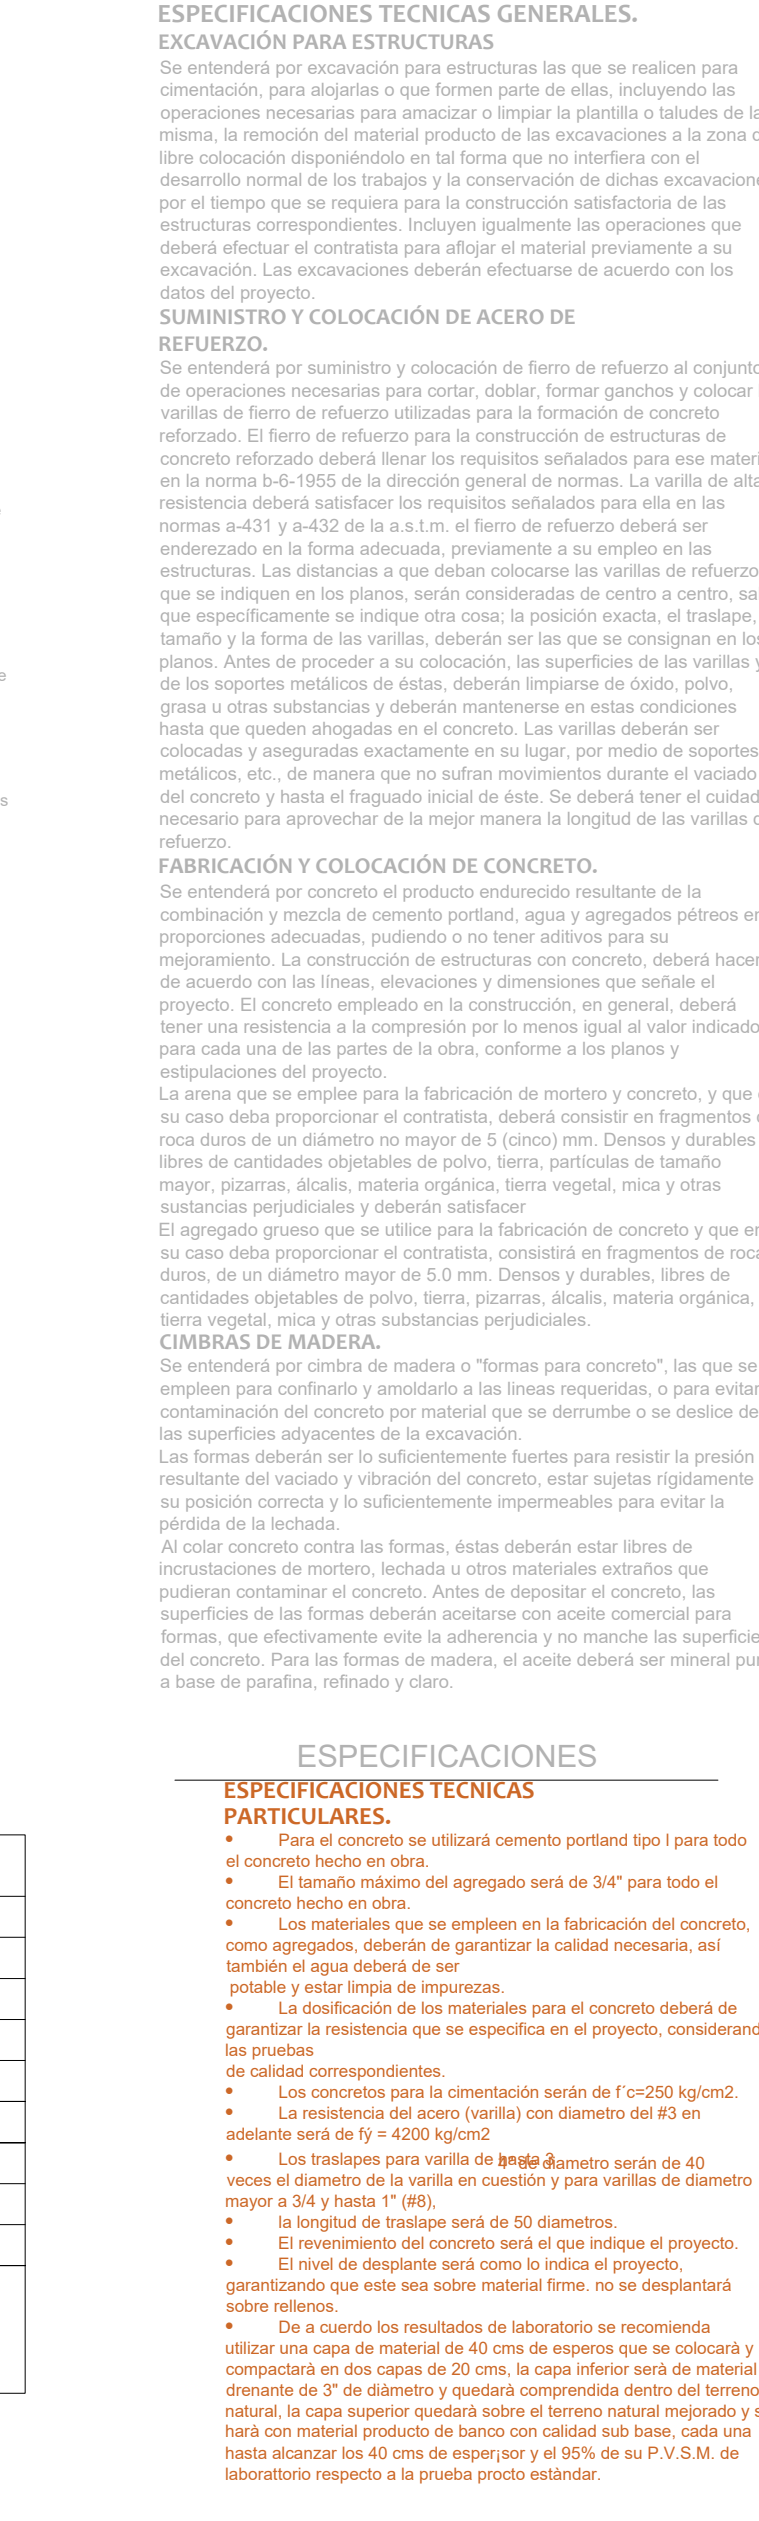 ESPECIFICACIONES TECNICAS GENERALES.
EXCAVACIÓN PARA ESTRUCTURAS
Se entenderá por excavación para estructuras las que se realicen para
cimentación, para alojarlas o que formen parte de ellas, incluyendo las
operaciones necesarias para amacizar o limpiar la plantilla o taludes de la
misma, la remoción del material producto de las excavaciones a la zona d
libre colocación disponiéndolo en tal forma que no interfiera con el
desarrollo normal de los trabajos y la conservación de dichas excavacione
por el tiempo que se requiera para la construcción satisfactoria de las
estructuras correspondientes. Incluyen igualmente las operaciones que
deberá efectuar el contratista para aflojar el material previamente a su
excavación. Las excavaciones deberán efectuarse de acuerdo con los
datos del proyecto.
SUMINISTRO Y COLOCACIÓN DE ACERO DE
REFUERZO.
Se entenderá por suministro y colocación de fierro de refuerzo al conjunto
de operaciones necesarias para cortar, doblar, formar ganchos y colocar
varillas de fierro de refuerzo utilizadas para la formación de concreto
reforzado. El fierro de refuerzo para la construcción de estructuras de
concreto reforzado deberá llenar los requisitos señalados para ese materi
en la norma b-6-1955 de la dirección general de normas. La varilla de alta
resistencia deberá satisfacer los requisitos señalados para ella en las
normas a-431 y a-432 de la a.s.t.m. el fierro de refuerzo deberá ser
enderezado en la forma adecuada, previamente a su empleo en las
estructuras. Las distancias a que deban colocarse las varillas de refuerzo
que se indiquen en los planos, serán consideradas de centro a centro, sa
que específicamente se indique otra cosa; la posición exacta, el traslape,
tamaño y la forma de las varillas, deberán ser las que se consignan en los
planos. Antes de proceder a su colocación, las superficies de las varillas y
de los soportes metálicos de éstas, deberán limpiarse de óxido, polvo,
grasa u otras substancias y deberán mantenerse en estas condiciones
hasta que queden ahogadas en el concreto. Las varillas deberán ser
colocadas y aseguradas exactamente en su lugar, por medio de soportes
metálicos, etc., de manera que no sufran movimientos durante el vaciado
del concreto y hasta el fraguado inicial de éste. Se deberá tener el cuidad
necesario para aprovechar de la mejor manera la longitud de las varillas d
refuerzo.
FABRICACIÓN Y COLOCACIÓN DE CONCRETO.
Se entenderá por concreto el producto endurecido resultante de la
combinación y mezcla de cemento portland, agua y agregados pétreos en
proporciones adecuadas, pudiendo o no tener aditivos para su
mejoramiento. La construcción de estructuras con concreto, deberá hacer
de acuerdo con las líneas, elevaciones y dimensiones que señale el
proyecto. El concreto empleado en la construcción, en general, deberá
tener una resistencia a la compresión por lo menos igual al valor indicado
para cada una de las partes de la obra, conforme a los planos y
estipulaciones del proyecto.
La arena que se emplee para la fabricación de mortero y concreto, y que
su caso deba proporcionar el contratista, deberá consistir en fragmentos
roca duros de un diámetro no mayor de 5 (cinco) mm. Densos y durables
libres de cantidades objetables de polvo, tierra, partículas de tamaño
mayor, pizarras, álcalis, materia orgánica, tierra vegetal, mica y otras
sustancias perjudiciales y deberán satisfacer
El agregado grueso que se utilice para la fabricación de concreto y que en
su caso deba proporcionar el contratista, consistirá en fragmentos de roca
duros, de un diámetro mayor de 5.0 mm. Densos y durables, libres de
cantidades objetables de polvo, tierra, pizarras, álcalis, materia orgánica,
tierra vegetal, mica y otras substancias perjudiciales.
CIMBRAS DE MADERA.
Se entenderá por cimbra de madera o "formas para concreto", las que se
empleen para confinarlo y amoldarlo a las lineas requeridas, o para evitar
contaminación del concreto por material que se derrumbe o se deslice de
las superficies adyacentes de la excavación.
Las formas deberán ser lo suficientemente fuertes para resistir la presión
resultante del vaciado y vibración del concreto, estar sujetas rígidamente
su posición correcta y lo suficientemente impermeables para evitar la
pérdida de la lechada.
Al colar concreto contra las formas, éstas deberán estar libres de
incrustaciones de mortero, lechada u otros materiales extraños que
pudieran contaminar el concreto. Antes de depositar el concreto, las
superficies de las formas deberán aceitarse con aceite comercial para
formas, que efectivamente evite la adherencia y no manche las superficie
del concreto. Para las formas de madera, el aceite deberá ser mineral pur
a base de parafina, refinado y claro.
ESPECIFICACIONES
ESPECIFICACIONES TECNICAS
PARTICULARES.
• Para el concreto se utilizará cemento portland tipo I para todo
el concreto hecho en obra.
• El tamaño máximo del agregado será de 3/4" para todo el
concreto hecho en obra.
• Los materiales que se empleen en la fabricación del concreto,
como agregados, deberán de garantizar la calidad necesaria, así
también el agua deberá de ser
potable y estar limpia de impurezas.
• La dosificación de los materiales para el concreto deberá de
garantizar la resistencia que se especifica en el proyecto, considerand
las pruebas
de calidad correspondientes.
• Los concretos para la cimentación serán de f´c=250 kg/cm2.
• La resistencia del acero (varilla) con diametro del #3 en
adelante será de fý = 4200 kg/cm2
• Los traslapes para varilla de hasta 3 4" de diametro serán de 40
veces el diametro de la varilla en cuestión y para varillas de diametro
mayor a 3/4 y hasta 1" (#8),
• la longitud de traslape será de 50 diametros.
• El revenimiento del concreto será el que indique el proyecto.
• El nivel de desplante será como lo indica el proyecto,
garantizando que este sea sobre material firme. no se desplantará
sobre rellenos.
• De a cuerdo los resultados de laboratorio se recomienda
utilizar una capa de material de 40 cms de esperos que se colocarà y
compactarà en dos capas de 20 cms, la capa inferior serà de material
drenante de 3" de diàmetro y quedarà comprendida dentro del terreno
natural, la capa superior quedarà sobre el terreno natural mejorado y s
harà con material producto de banco con calidad sub base, cada una
hasta alcanzar los 40 cms de esper¡sor y el 95% de su P.V.S.M. de
laborattorio respecto a la prueba procto estàndar.